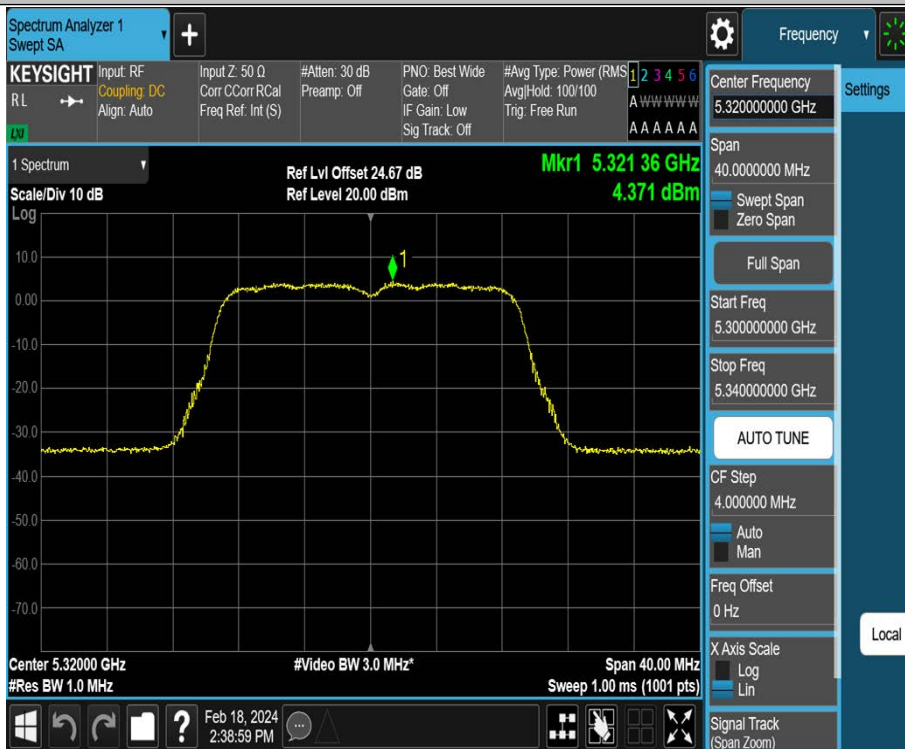 Spectrum Analyzer 1
Swept SA
+
Frequency
KEYSIGHT
RL
LXI
Input: RF
Coupling: DC
Align: Auto
Input Z: 50 Ω
Corr CCorr RCal
Freq Ref: Int (S)
#Atten: 30 dB
Preamp: Off
PNO: Best Wide
Gate: Off
IF Gain: Low
Sig Track: Off
#Avg Type: Power (RMS
Avg|Hold: 100/100
Trig: Free Run
1 2 3 4 5 6
A W W W W W
A A A A A A
1 Spectrum
Scale/Div 10 dB
Log
Ref Lvl Offset 24.67 dB
Ref Level 20.00 dBm
Mkr1 5.321 36 GHz
4.371 dBm
1
10.0
0.00
-10.0
-20.0
-30.0
-40.0
-50.0
-60.0
-70.0
Center 5.32000 GHz
#Res BW 1.0 MHz
#Video BW 3.0 MHz*
Span 40.00 MHz
Sweep 1.00 ms (1001 pts)
?
Feb 18, 2024
2:38:59 PM
Center Frequency
5.320000000 GHz
Span
40.0000000 MHz
Swept Span
Zero Span
Full Span
Start Freq
5.300000000 GHz
Stop Freq
5.340000000 GHz
AUTO TUNE
CF Step
4.000000 MHz
Auto
Man
Freq Offset
0 Hz
X Axis Scale
Log
Lin
Signal Track
(Span Zoom)
Settings
Local